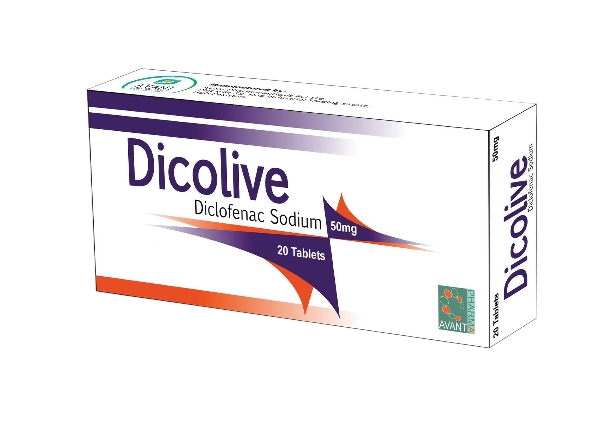 Dicolive
Diclofenac Sodium
50mg
20 Tablets
AVANT
PHARMA
50mg
Dicolive
Diclofenac Sodium
20 Tablets